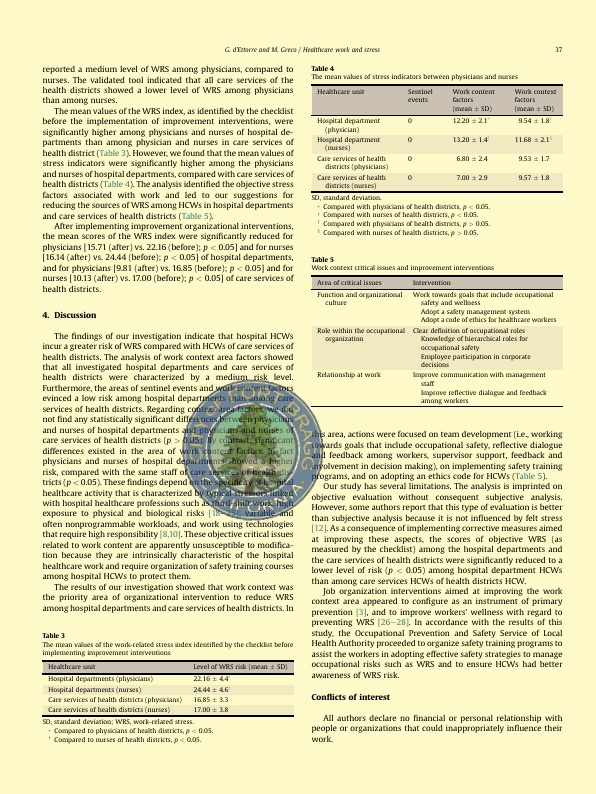 G. d'Ettorre and M. Greco / Healthcare work and stress
37
reported a medium level of WRS among physicians, compared to
nurses. The validated tool indicated that all care services of the
health districts showed a lower level of WRS among physicians
than among nurses.
The mean values of the WRS index, as identified by the checklist
before the implementation of improvement interventions, were
significantly higher among physicians and nurses of hospital de-
partments than among physician and nurses in care services of
health district (Table 3). However, we found that the mean values of
stress indicators were significantly higher among the physicians
and nurses of hospital departments, compared with care services of
health districts (Table 4). The analysis identified the objective stress
factors associated with work and led to our suggestions for
reducing the sources of WRS among HCWs in hospital departments
and care services of health districts (Table 5).
After implementing improvement organizational interventions,
the mean scores of the WRS index were significantly reduced for
physicians [15.71 (after) vs. 22.16 (before); p < 0.05] and for nurses
[16.14 (after) vs. 24.44 (before); p < 0.05] of hospital departments,
and for physicians [9.81 (after) vs. 16.85 (before); p < 0.05] and for
nurses [10.13 (after) vs. 17.00 (before); p < 0.05] of care services of
health districts.
4. Discussion
The findings of our investigation indicate that hospital HCWs
incur a greater risk of WRS compared with HCWs of care services of
health districts. The analysis of work context area factors showed
that all investigated hospital departments and care services of
health districts were characterized by a medium risk level.
Furthermore, the areas of sentinel events and work content factors
evinced a low risk among hospital departments than among care
services of health districts. Regarding context area factors, we did
not find any statistically significant differences between physicians
and nurses of hospital departments and physicians and nurses of
care services of health districts (p > 0.05). By contrast, significant
differences existed in the area of work content factors. In fact
physicians and nurses of hospital departments showed a higher
risk, compared with the same staff of care services of health dis-
tricts (p < 0.05). These findings depend on the specificity of hospital
healthcare activity that is characterized by typical stressors linked
with hospital healthcare professions such as third-shift work, high
exposure to physical and biological risks [18–25], variable and
often nonprogrammable workloads, and work using technologies
that require high responsibility [8,10]. These objective critical issues
related to work content are apparently unsusceptible to modifica-
tion because they are intrinsically characteristic of the hospital
healthcare work and require organization of safety training courses
among hospital HCWs to protect them.
The results of our investigation showed that work context was
the priority area of organizational intervention to reduce WRS
among hospital departments and care services of health districts. In
Table 3
The mean values of the work-related stress index identified by the checklist before
implementing improvement interventions
Healthcare unit Level of WRS risk (mean ± SD)
Hospital departments (physicians) 22.16 ± 4.4*
Hospital departments (nurses) 24.44 ± 4.6†
Care services of health districts (physicians) 16.85 ± 3.3
Care services of health districts (nurses) 17.00 ± 3.8
SD, standard deviation; WRS, work-related stress.
* Compared to physicians of health districts, p < 0.05.
† Compared to nurses of health districts, p < 0.05.
Table 4
The mean values of stress indicators between physicians and nurses
Healthcare unit Sentinel Work content Work context
events factors factors
(mean ± SD) (mean ± SD)
Hospital department 0 12.20 ± 2.1* 9.54 ± 1.8‡
(physician)
Hospital department 0 13.20 ± 1.4† 11.68 ± 2.1§
(nurses)
Care services of health 0 6.80 ± 2.4 9.53 ± 1.7
districts (physicians)
Care services of health 0 7.00 ± 2.9 9.57 ± 1.8
districts (nurses)
SD, standard deviation.
* Compared with physicians of health districts, p < 0.05.
† Compared with nurses of health districts, p < 0.05.
‡ Compared with physicians of health districts, p > 0.05.
§ Compared with nurses of health districts, p > 0.05.
Table 5
Work context critical issues and improvement interventions
Area of critical issues Intervention
Function and organizational Work towards goals that include occupational
culture safety and wellness
Adopt a safety management system
Adopt a code of ethics for healthcare workers
Role within the occupational Clear definition of occupational roles
organization Knowledge of hierarchical roles for
occupational safety
Employee participation in corporate
decisions
Relationship at work Improve communication with management
staff
Improve reflective dialogue and feedback
among workers
this area, actions were focused on team development (i.e., working
towards goals that include occupational safety, reflective dialogue
and feedback among workers, supervisor support, feedback and
involvement in decision making), on implementing safety training
programs, and on adopting an ethics code for HCWs (Table 5).
Our study has several limitations. The analysis is imprinted on
objective evaluation without consequent subjective analysis.
However, some authors report that this type of evaluation is better
than subjective analysis because it is not influenced by felt stress
[12]. As a consequence of implementing corrective measures aimed
at improving these aspects, the scores of objective WRS (as
measured by the checklist) among the hospital departments and
the care services of health districts were significantly reduced to a
lower level of risk (p < 0.05) among hospital department HCWs
than among care services HCWs of health districts HCW.
Job organization interventions aimed at improving the work
context area appeared to configure as an instrument of primary
prevention [3], and to improve workers' wellness with regard to
preventing WRS [26–28]. In accordance with the results of this
study, the Occupational Prevention and Safety Service of Local
Health Authority proceeded to organize safety training programs to
assist the workers in adopting effective safety strategies to manage
occupational risks such as WRS and to ensure HCWs had better
awareness of WRS risk.
Conflicts of interest
All authors declare no financial or personal relationship with
people or organizations that could inappropriately influence their
work.